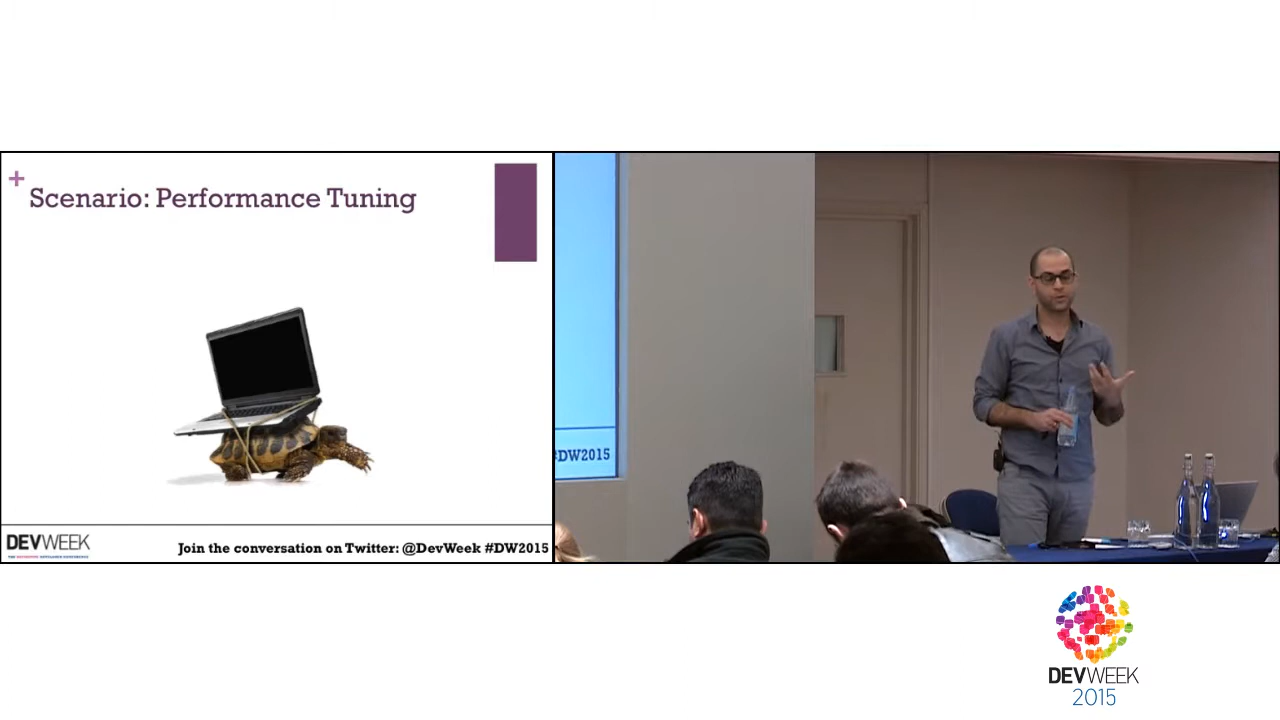 +
Scenario: Performance Tuning
DEVWEEK
Join the conversation on Twitter: @DevWeek #DW2015
#DW2015
DEVWEEK
2015